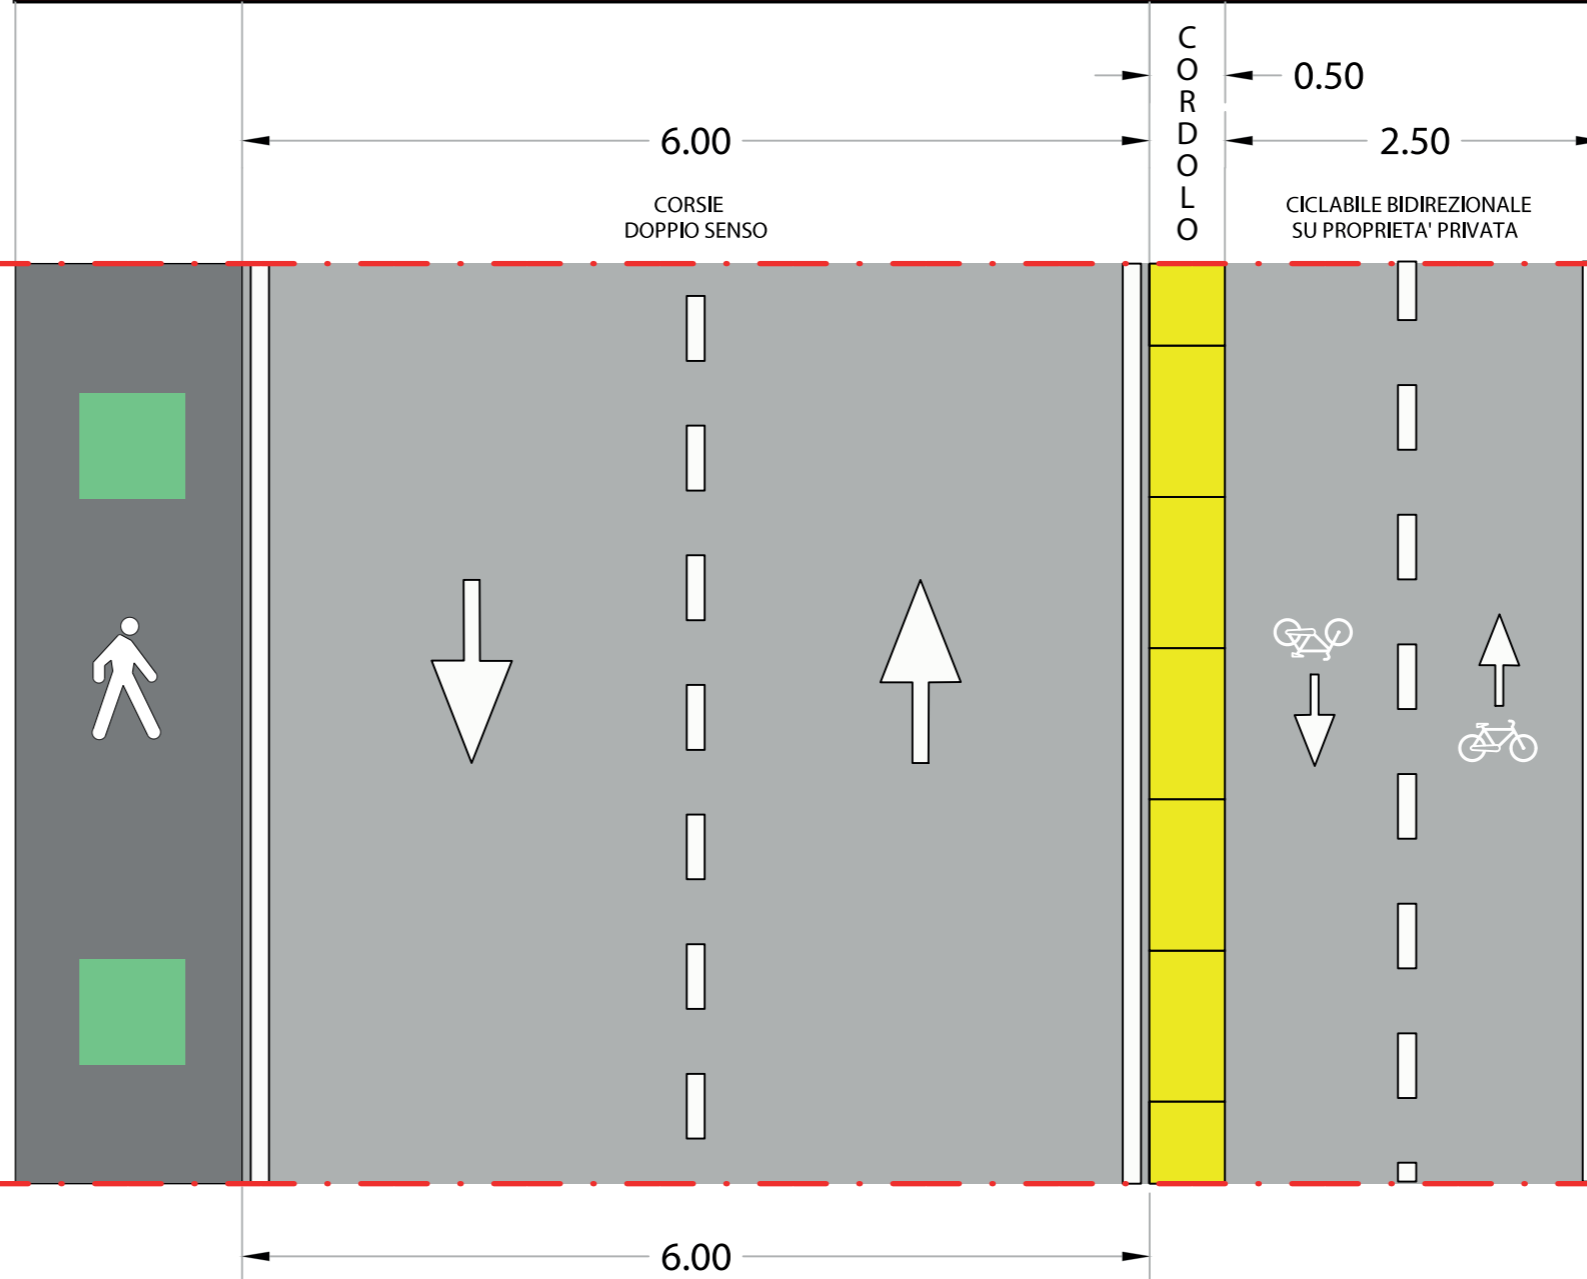 CORDOLO
0.50
6.00
2.50
CORSIE
DOPPIO SENSO
CICLABILE BIDIREZIONALE
SU PROPRIETA' PRIVATA
6.00